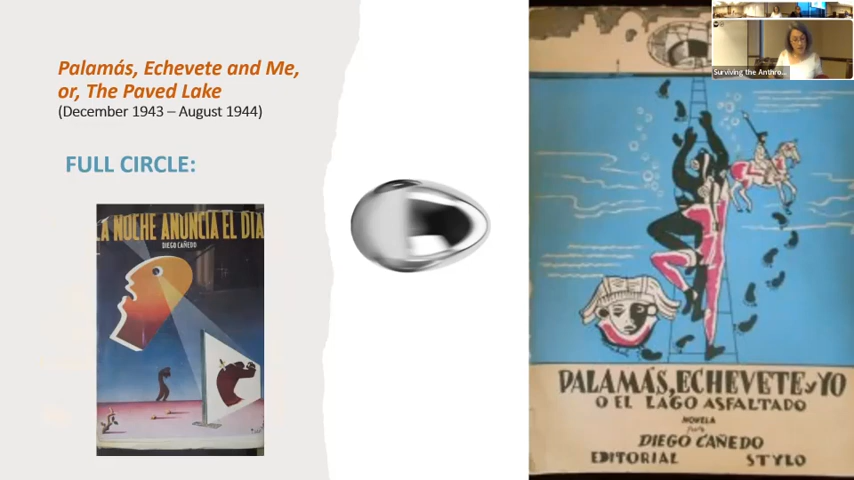 Palamás, Echevete and Me,
or, The Paved Lake
(December 1943 – August 1944)
FULL CIRCLE:
LA NOCHE ANUNCIA EL DIA
DIEGO CAÑEDO
Surviving the Anthro...
PALAMÁS, ECHEVETE y YO
O EL LAGO ASFALTADO
NOVELA
por
DIEGO CAÑEDO
EDITORIAL STYLO